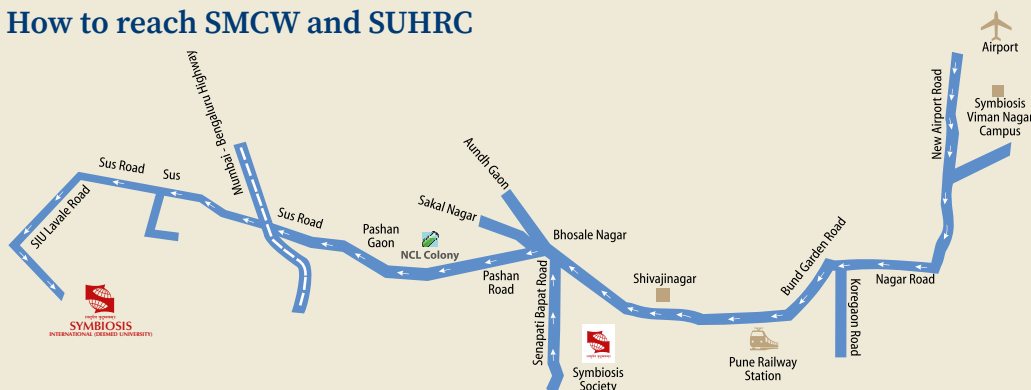 How to reach SMCW and SUHRC
Airport
New Airport Road
Symbiosis
Viman Nagar
Campus
Mumbai - Bengaluru Highway
Sus Road
Sus
SIU Lavale Road
Sus Road
Pashan
Gaon
NCL Colony
Aundh Gaon
Sakal Nagar
Bhosale Nagar
Pashan
Road
Senapati Bapat Road
Shivajinagar
Bund Garden Road
Nagar Road
Koregaon Road
SYMBIOSIS
INTERNATIONAL (DEEMED UNIVERSITY)
Symbiosis
Society
Pune Railway
Station